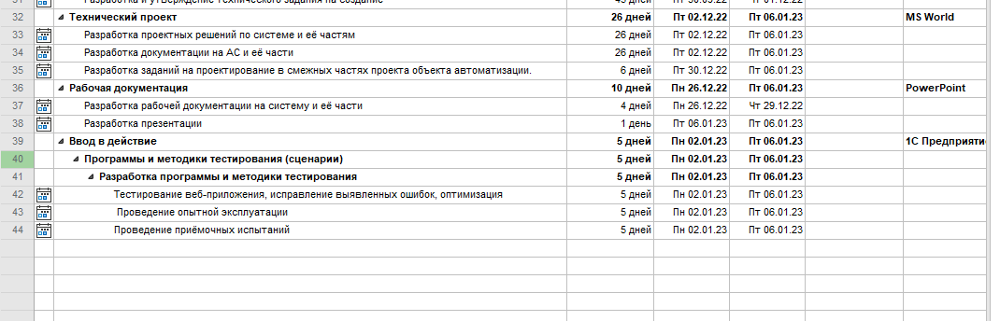 32 Технический проект 26 дней Пт 02.12.22 Пт 06.01.23 MS World
33 Разработка проектных решений по системе и её частям 26 дней Пт 02.12.22 Пт 06.01.23
34 Разработка документации на АС и её части 26 дней Пт 02.12.22 Пт 06.01.23
35 Разработка заданий на проектирование в смежных частях проекта объекта автоматизации. 6 дней Пт 30.12.22 Пт 06.01.23
36 Рабочая документация 10 дней Пн 26.12.22 Пт 06.01.23 PowerPoint
37 Разработка рабочей документации на систему и её части 4 дней Пн 26.12.22 Чт 29.12.22
38 Разработка презентации 1 день Пт 06.01.23 Пт 06.01.23
39 Ввод в действие 5 дней Пн 02.01.23 Пт 06.01.23 1С Предприяти
40 Программы и методики тестирования (сценарии) 5 дней Пн 02.01.23 Пт 06.01.23
41 Разработка программы и методики тестирования 5 дней Пн 02.01.23 Пт 06.01.23
42 Тестирование веб-приложения, исправление выявленных ошибок, оптимизация 5 дней Пн 02.01.23 Пт 06.01.23
43 Проведение опытной эксплуатации 5 дней Пн 02.01.23 Пт 06.01.23
44 Проведение приёмочных испытаний 5 дней Пн 02.01.23 Пт 06.01.23